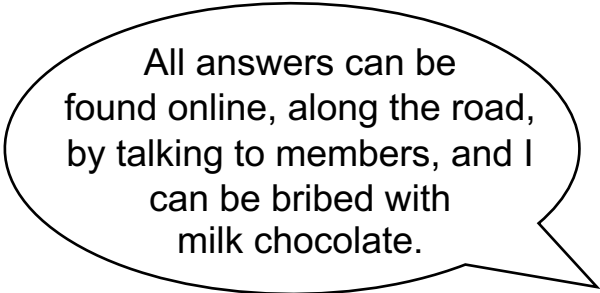 All answers can be
found online, along the road,
by talking to members, and I
can be bribed with
milk chocolate.